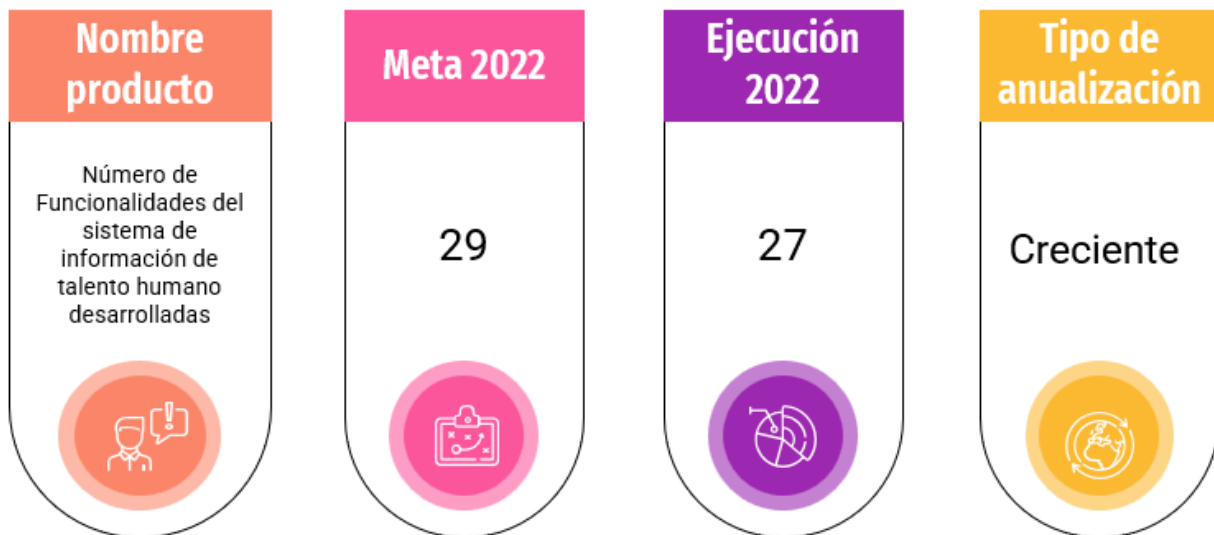 Nombre
producto
Número de
Funcionalidades del
sistema de
información de
talento humano
desarrolladas
Meta 2022
29
Ejecución
2022
27
Tipo de
anualización
Creciente